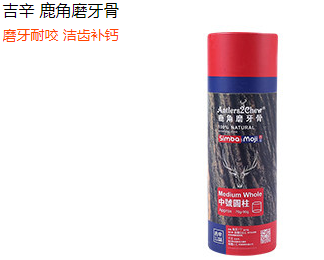 吉辛 鹿角磨牙骨
磨牙耐咬 洁齿补钙
Antlers2Chew
鹿角磨牙骨
100% NATURAL
Simba Moji
Medium Whole
中號圓柱